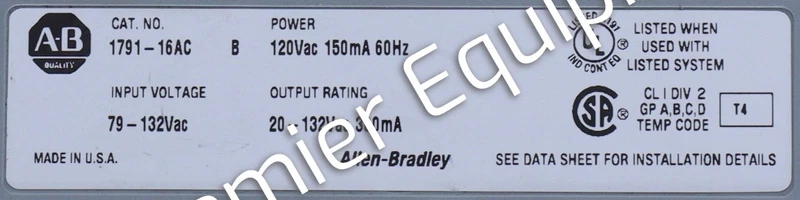 A-B
QUALITY
CAT. NO.
1791-16AC B
POWER
120Vac 150mA 60Hz
INPUT VOLTAGE
79-132Vac
OUTPUT RATING
LISTED
UL
IND CONT EQ
LISTED WHEN
USED WITH
LISTED SYSTEM
CL I DIV 2
GP A,B,C,D
TEMP CODE
T4
MADE IN U.S.A.
Allen-Bradley
SEE DATA SHEET FOR INSTALLATION DETAILS